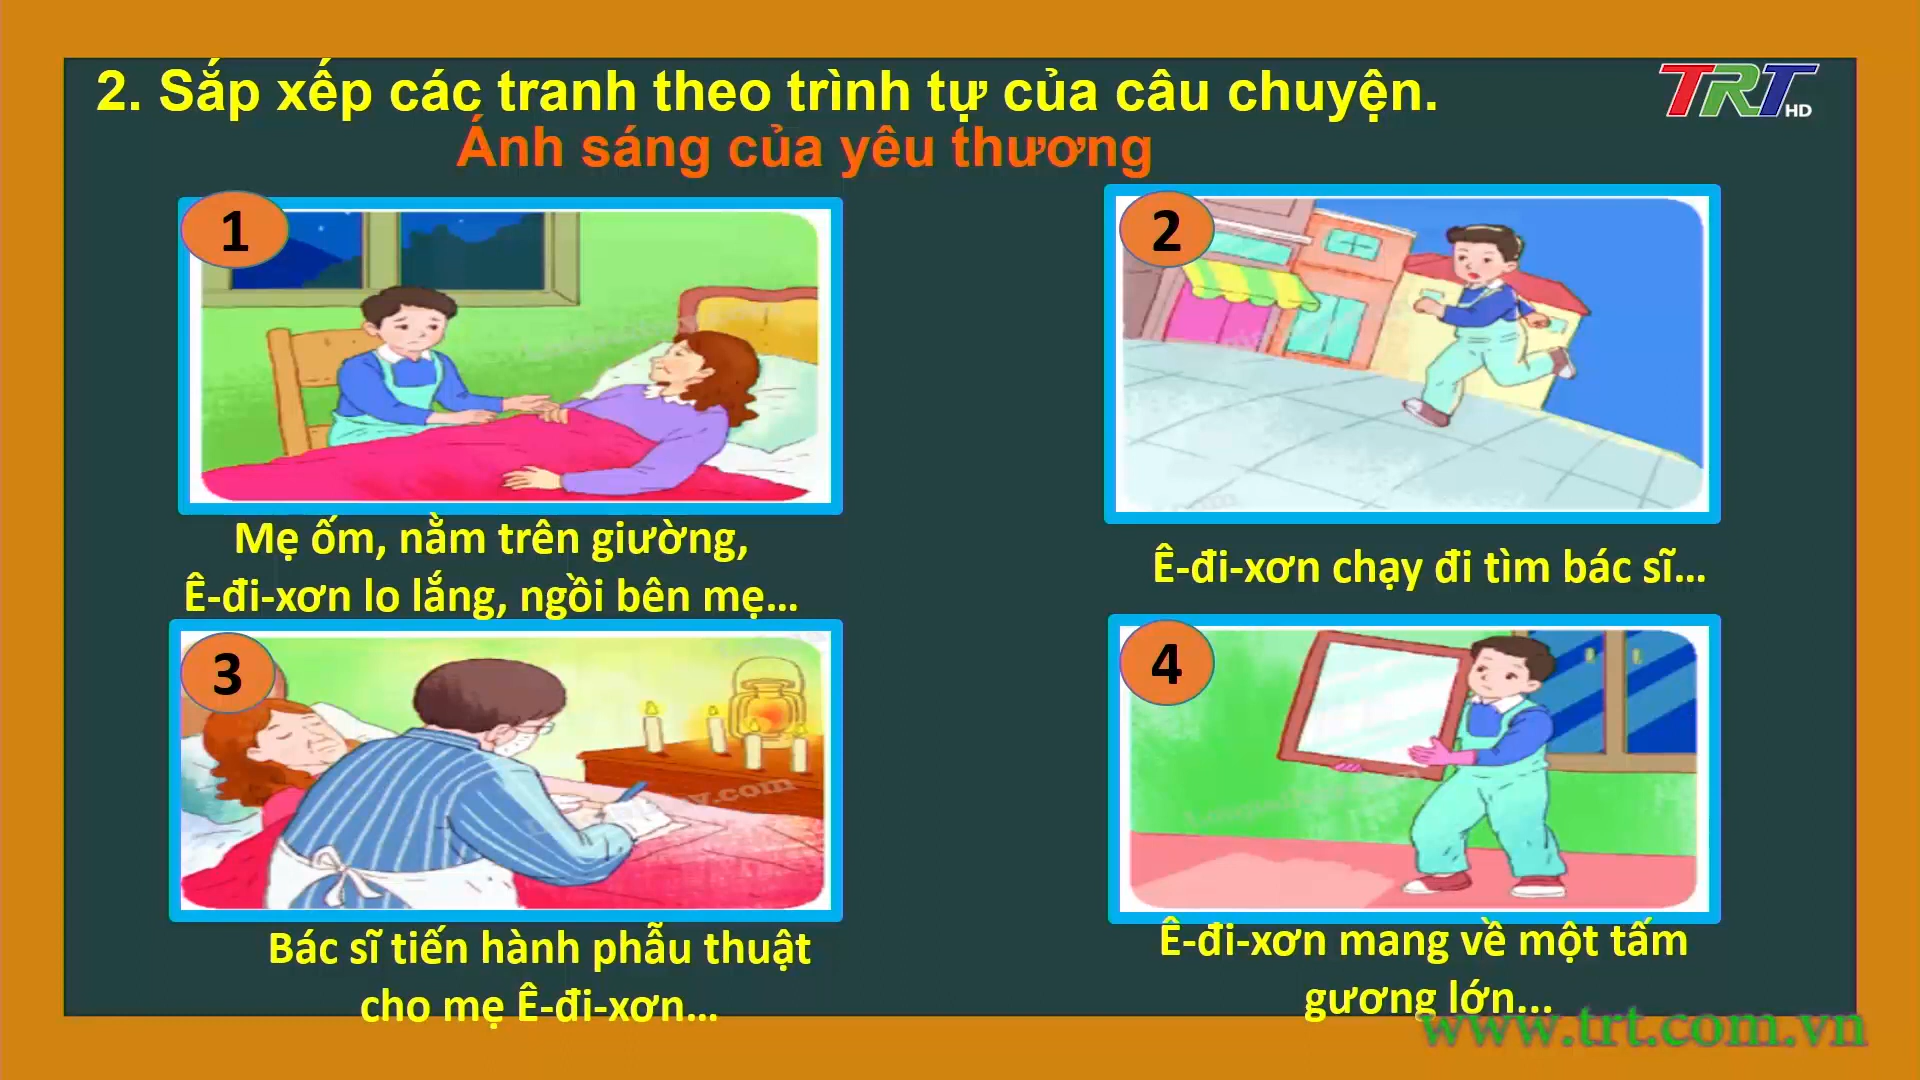 2. Sắp xếp các tranh theo trình tự của câu chuyện.
TRT HD
Ánh sáng của yêu thương
1
2
Mẹ ốm, nằm trên giường,
Ê-đi-xơn lo lắng, ngồi bên mẹ...
Ê-đi-xơn chạy đi tìm bác sĩ...
3
4
Bác sĩ tiến hành phẫu thuật
cho mẹ Ê-đi-xơn...
Ê-đi-xơn mang về một tấm
gương lớn...
www.trt.com.vn